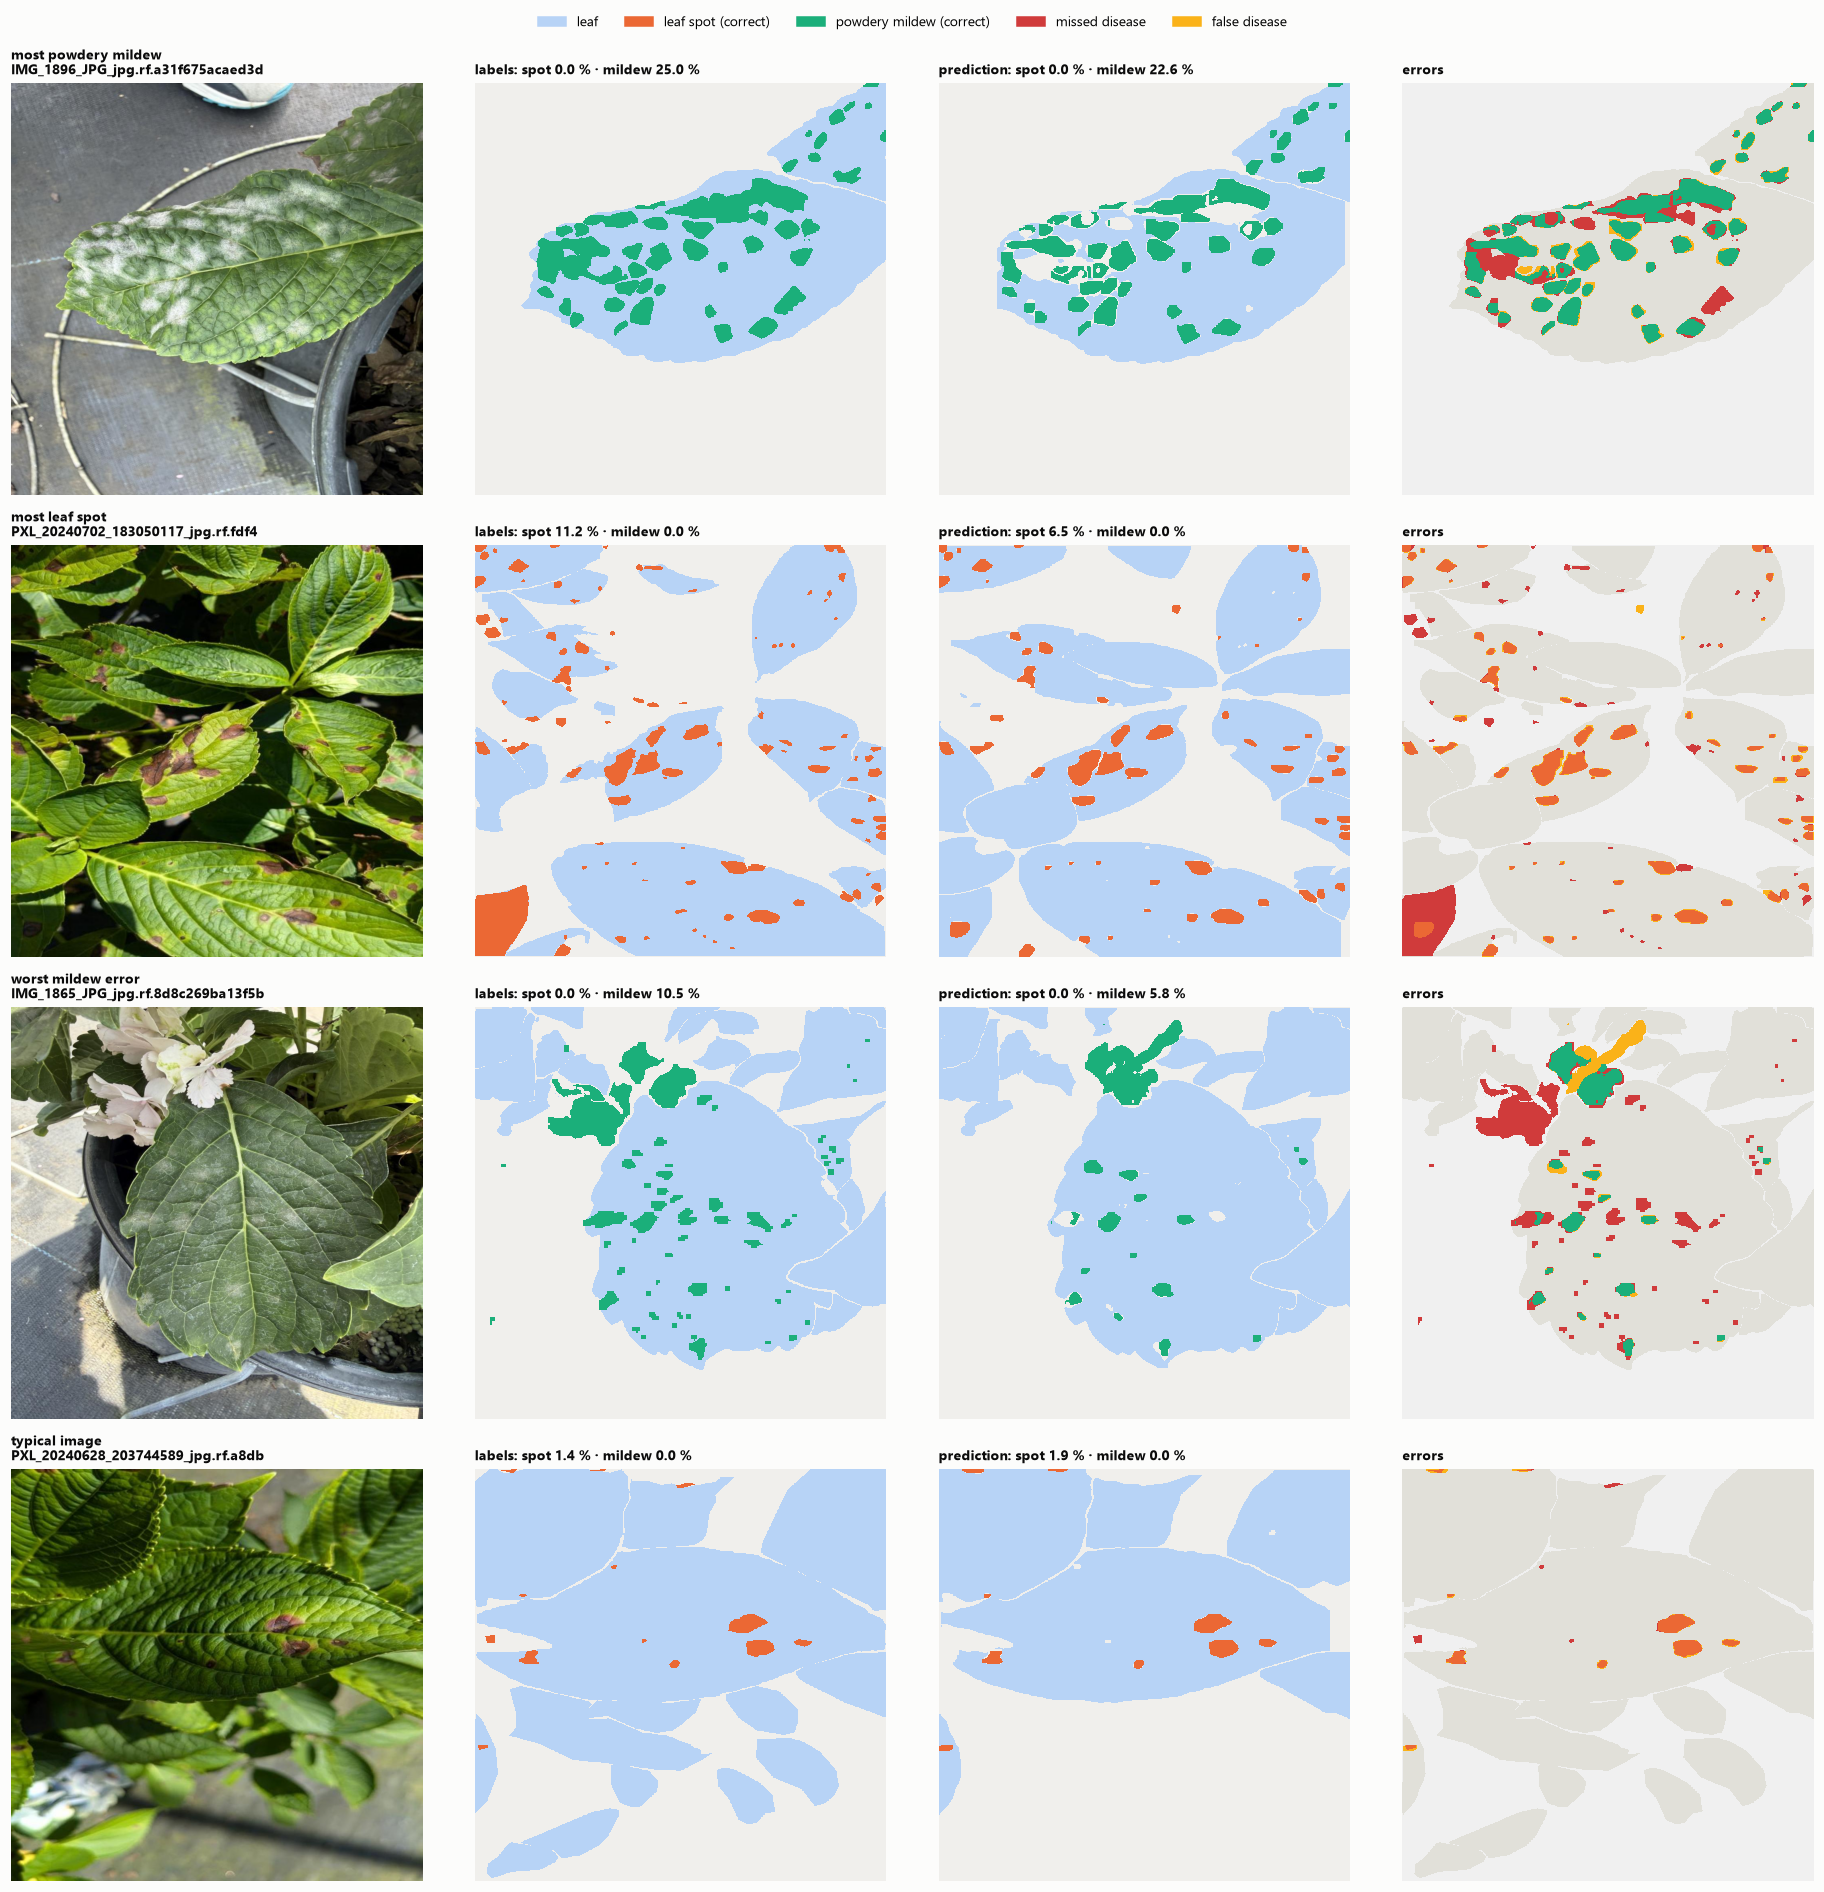 leaf
leaf spot (correct)
powdery mildew (correct)
missed disease
false disease
most powdery mildew
IMG_1896_JPG_jpg.rf.a31f675acaed3d
labels: spot 0.0 % · mildew 25.0 %
prediction: spot 0.0 % · mildew 22.6 %
errors
most leaf spot
PXL_20240702_183050117_jpg.rf.fdf4
labels: spot 11.2 % · mildew 0.0 %
prediction: spot 6.5 % · mildew 0.0 %
errors
worst mildew error
IMG_1865_JPG_jpg.rf.8d8c269ba13f5b
labels: spot 0.0 % · mildew 10.5 %
prediction: spot 0.0 % · mildew 5.8 %
errors
typical image
PXL_20240628_203744589_jpg.rf.a8db
labels: spot 1.4 % · mildew 0.0 %
prediction: spot 1.9 % · mildew 0.0 %
errors